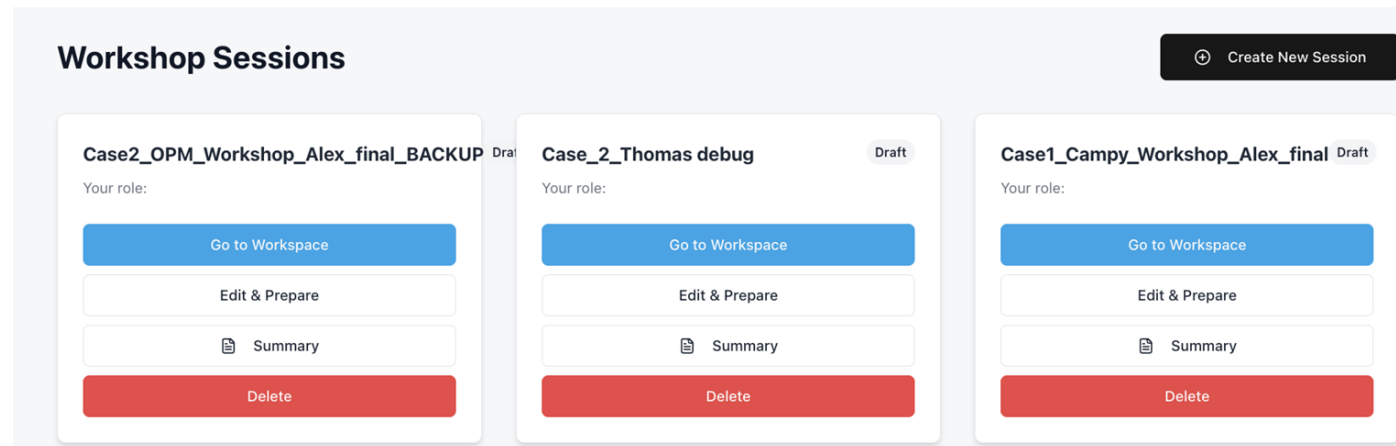 Workshop Sessions
Create New Session
Case2_OPM_Workshop_Alex_final_BACKUP
Your role:
Go to Workspace
Edit & Prepare
Summary
Delete
Case_2_Thomas debug Draft
Your role:
Go to Workspace
Edit & Prepare
Summary
Delete
Case1_Campy_Workshop_Alex_final Draft
Your role:
Go to Workspace
Edit & Prepare
Summary
Delete